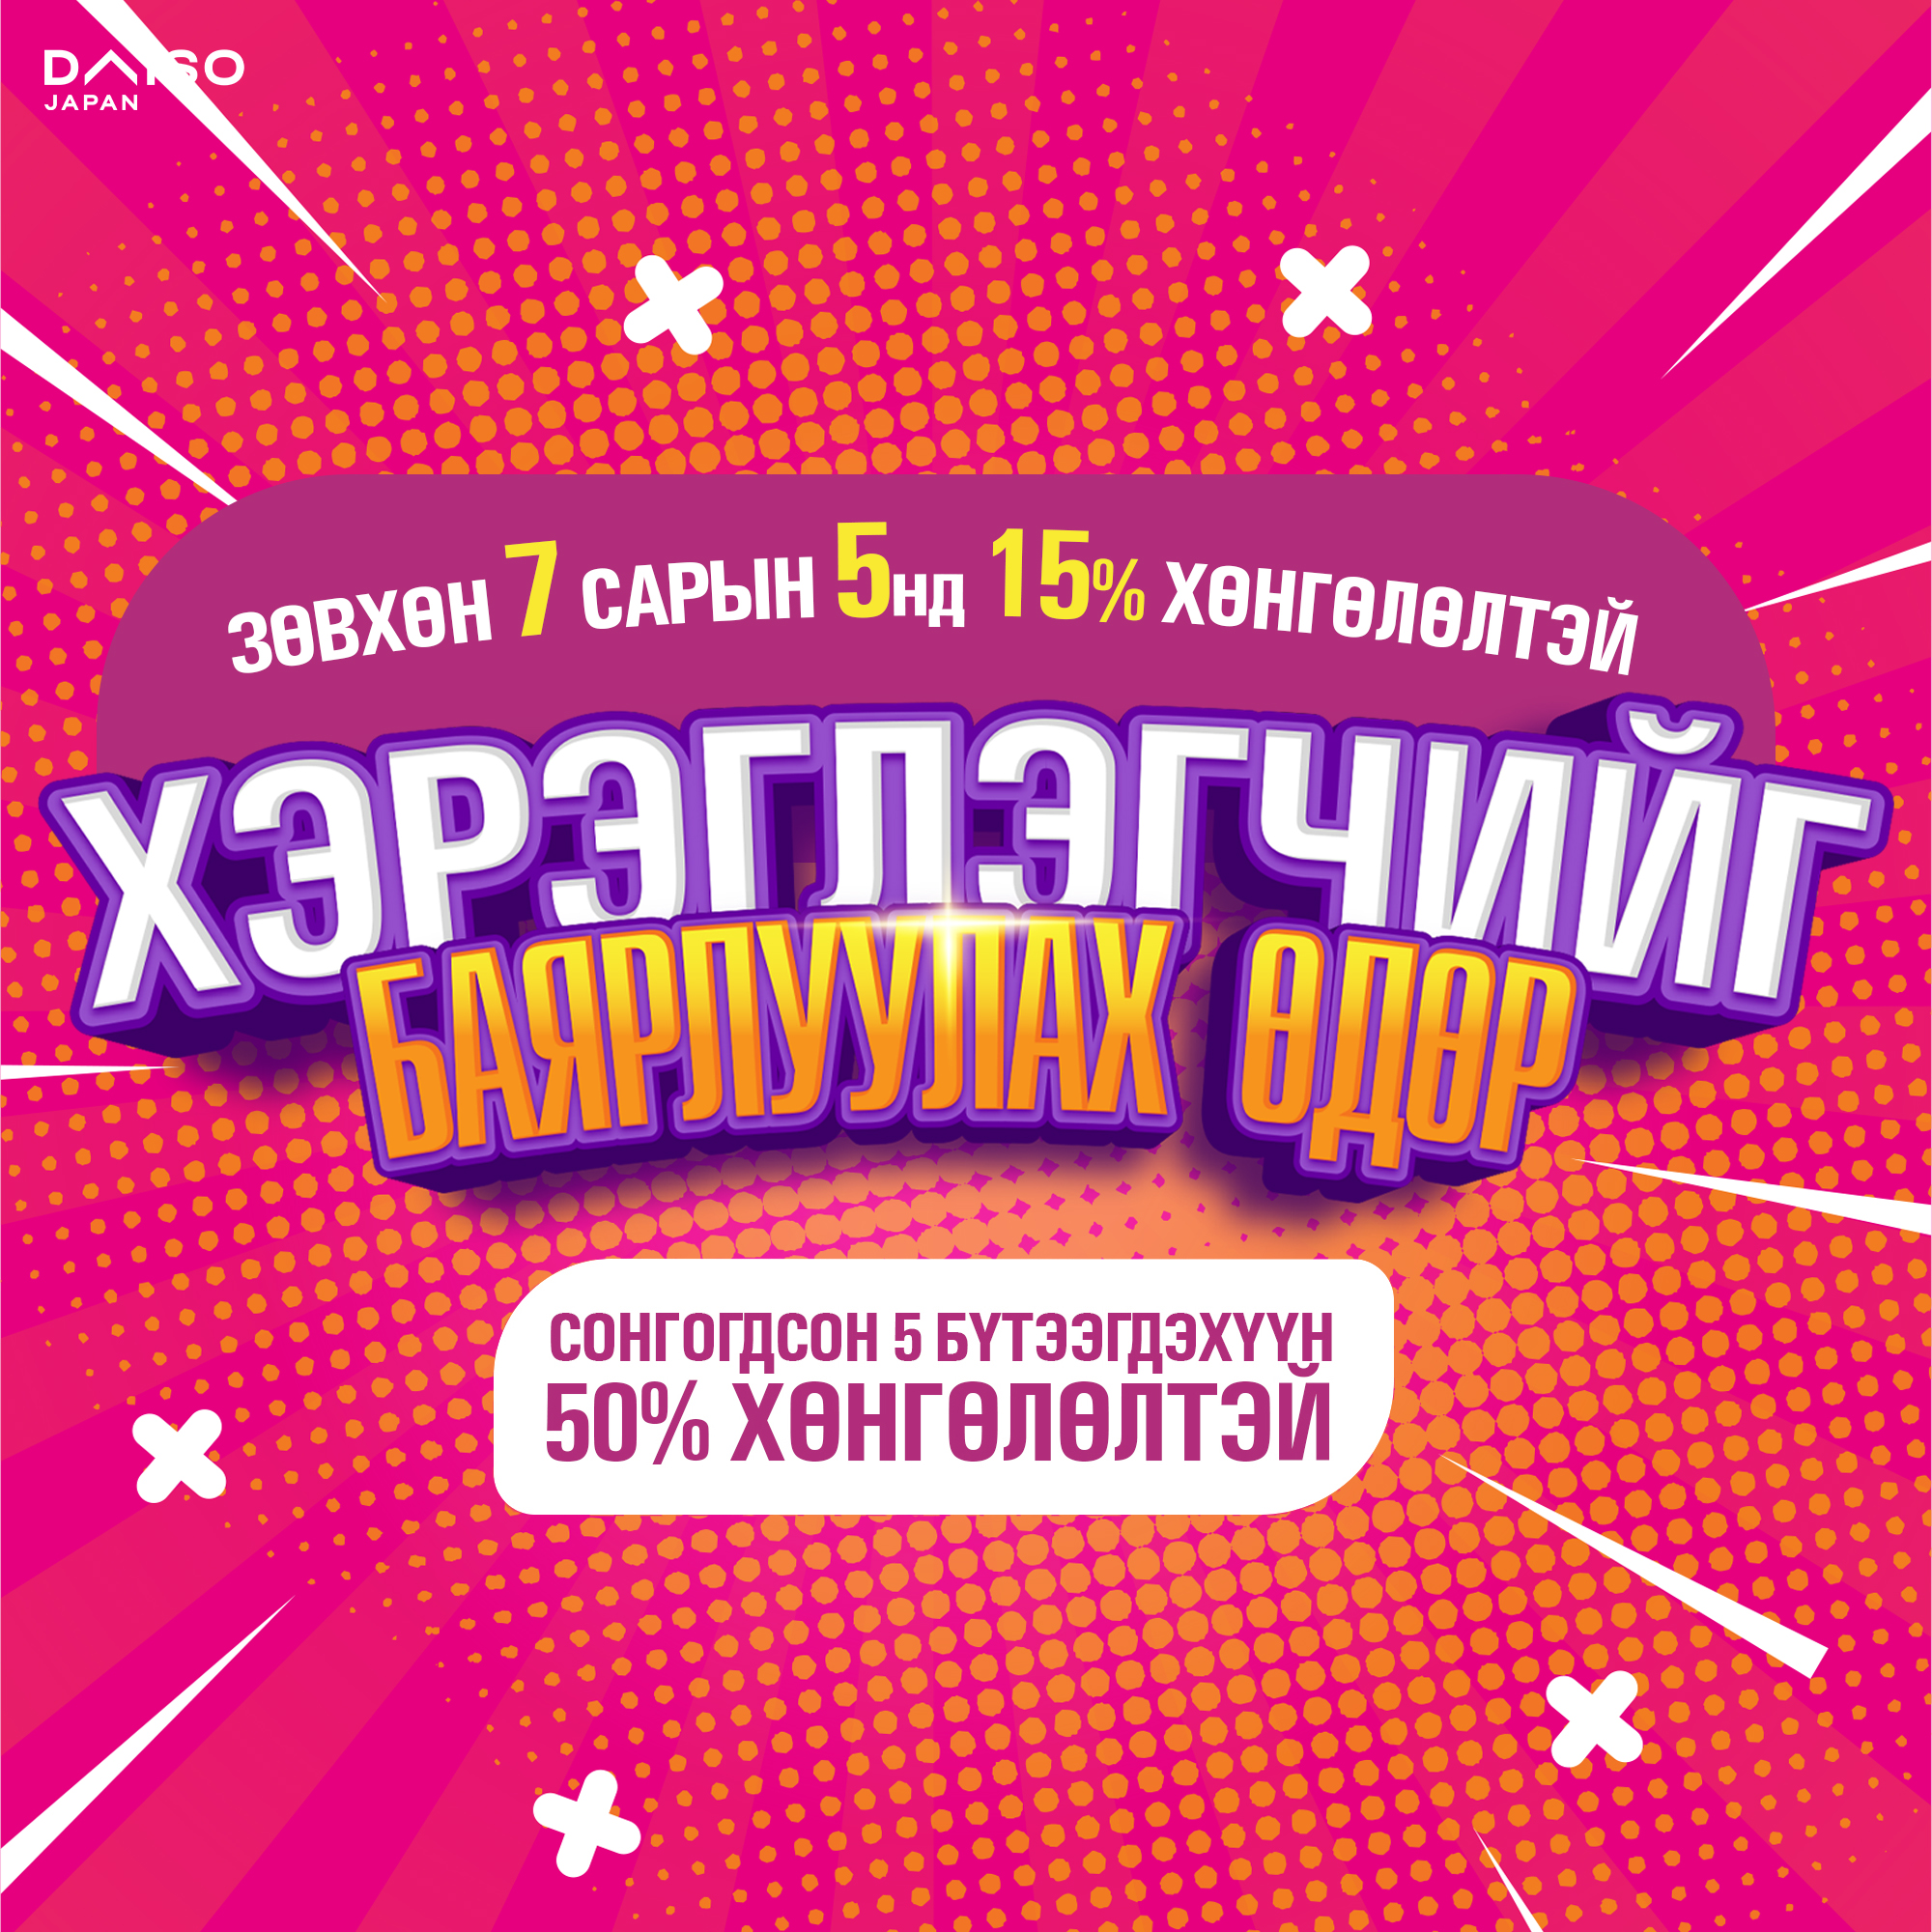 DAISO
JAPAN
ЗӨВХӨН 7 САРЫН 5нд 15% ХӨНГӨЛӨЛТЭЙ
ХЭРЭГЛЭГЧИЙГ
БАЯРЛУУЛАХ ӨДӨР
СОНГОГДСОН 5 БҮТЭЭГДЭХҮҮН
50% ХӨНГӨЛӨЛТЭЙ